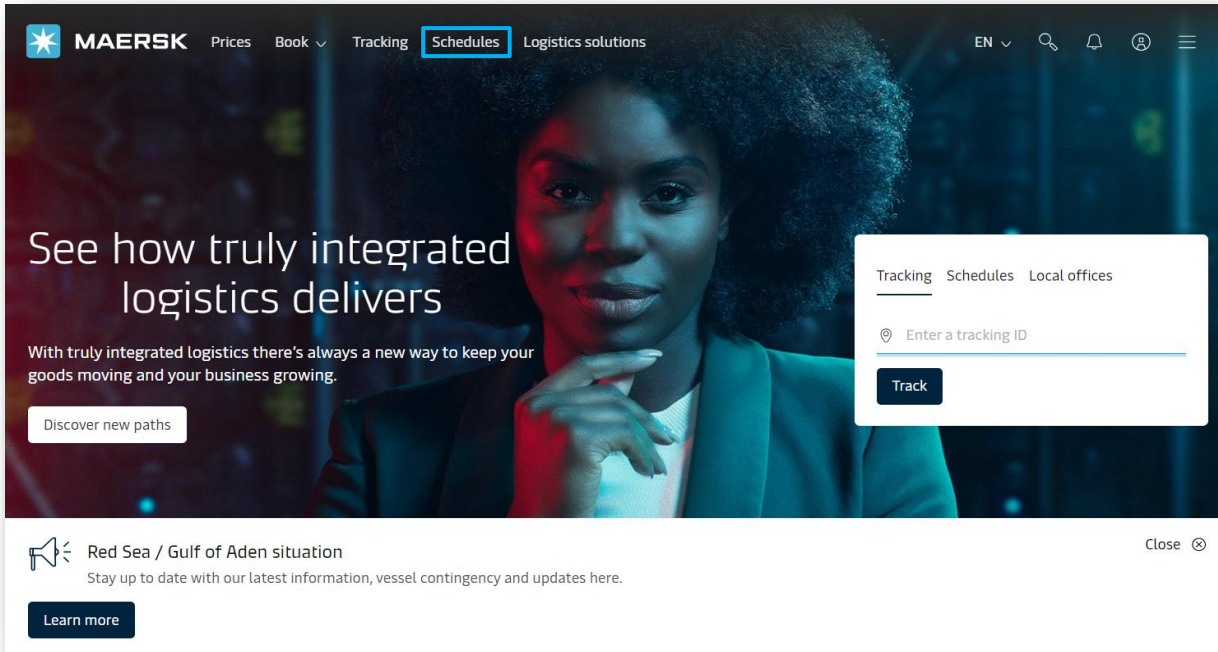 MAERSK Prices Book Tracking Schedules Logistics solutions EN
See how truly integrated
logistics delivers
With truly integrated logistics there's always a new way to keep your
goods moving and your business growing.
Discover new paths
Tracking Schedules Local offices
Enter a tracking ID
Track
Red Sea / Gulf of Aden situation
Close
Stay up to date with our latest information, vessel contingency and updates here.
Learn more